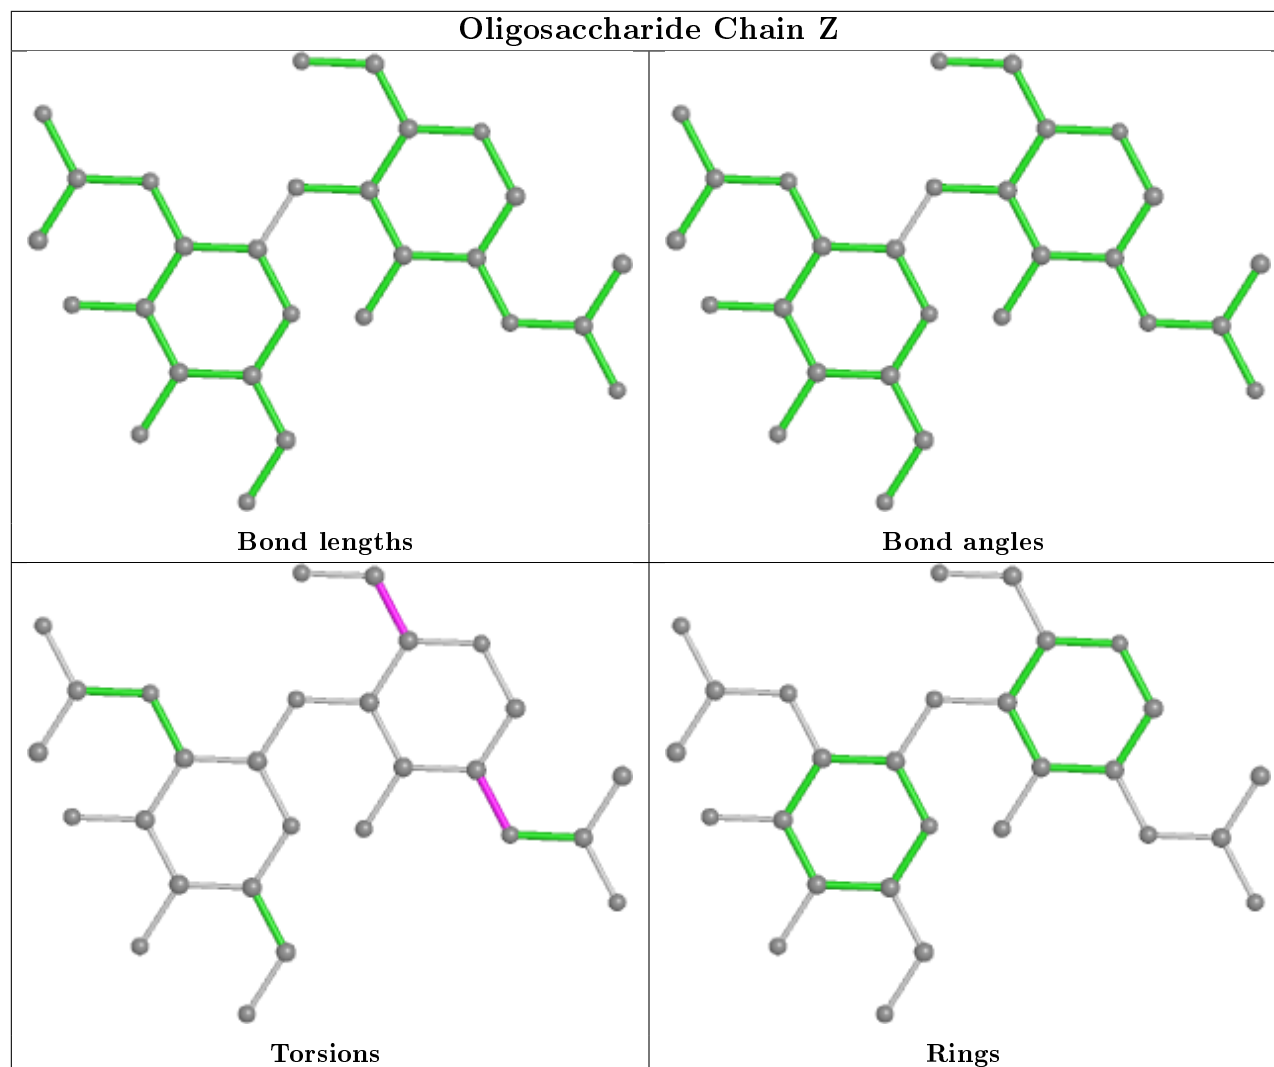 Oligosaccharide Chain Z
Bond lengths
Bond angles
Torsions
Rings